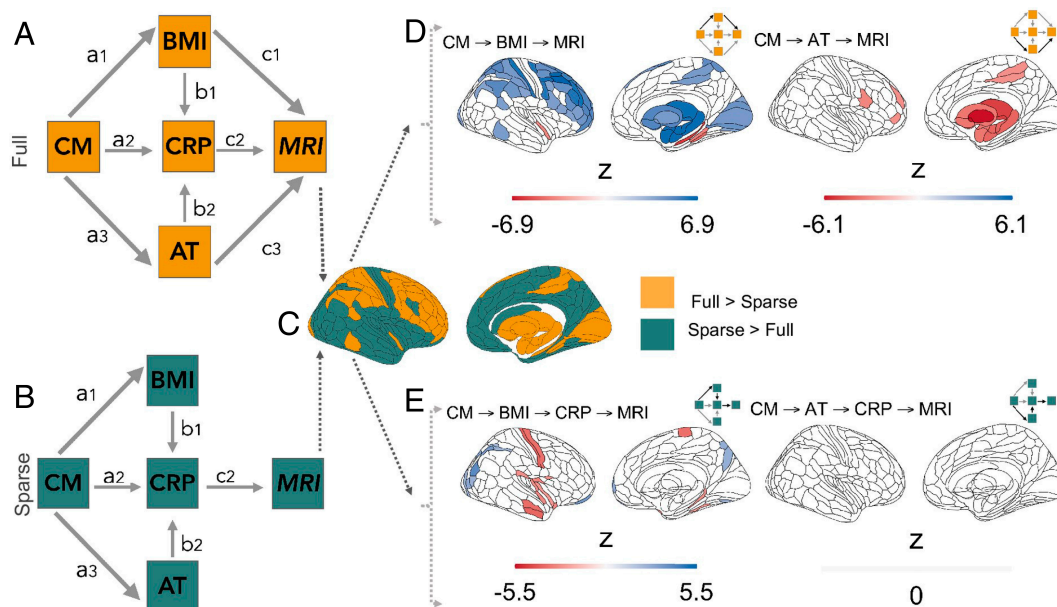 A
Full
BMI
a1
c1
b1
CM
a2
CRP
c2
MRI
b2
a3
AT
c3
B
Sparse
BMI
a1
b1
CM
a2
CRP
c2
MRI
b2
a3
AT
C
Full > Sparse
Sparse > Full
D
CM → BMI → MRI
z
-6.9
6.9
CM → AT → MRI
z
-6.1
6.1
E
CM → BMI → CRP → MRI
z
-5.5
5.5
CM → AT → CRP → MRI
z
0